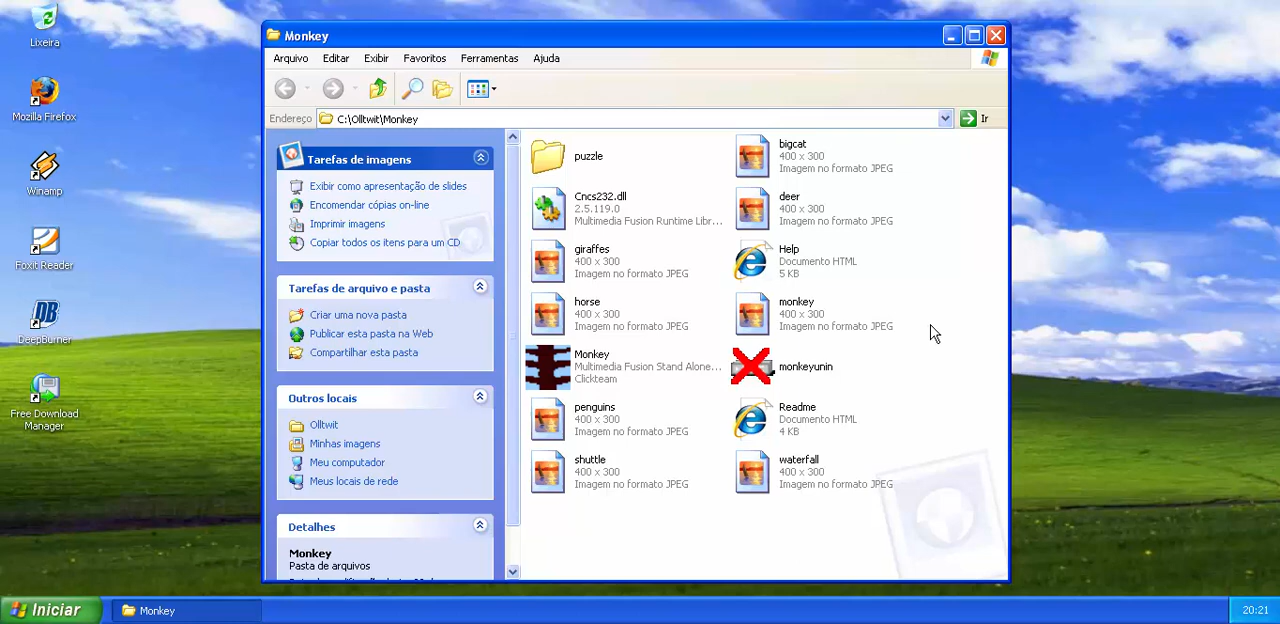 Lixeira
Mozilla Firefox
Winamp
Foxit Reader
DeepBurner
Free Download
Manager
Monkey
Arquivo Editar Exibir Favoritos Ferramentas Ajuda
Endereço C:\Olltwit\Monkey Ir
Tarefas de imagens
Exibir como apresentação de slides
Encomendar cópias on-line
Imprimir imagens
Copiar todos os itens para um CD
Tarefas de arquivo e pasta
Criar uma nova pasta
Publicar esta pasta na Web
Compartilhar esta pasta
Outros locais
Olltwit
Minhas imagens
Meu computador
Meus locais de rede
Detalhes
Monkey
Pasta de arquivos
puzzle
bigcat
400 x 300
Imagem no formato JPEG
Cncs232.dll
2.5.119.0
Multimedia Fusion Runtime Libr...
deer
400 x 300
Imagem no formato JPEG
giraffes
400 x 300
Imagem no formato JPEG
Help
Documento HTML
5 KB
horse
400 x 300
Imagem no formato JPEG
monkey
400 x 300
Imagem no formato JPEG
Monkey
Multimedia Fusion Stand Alone...
Clickteam
monkeyunin
penguins
400 x 300
Imagem no formato JPEG
Readme
Documento HTML
4 KB
shuttle
400 x 300
Imagem no formato JPEG
waterfall
400 x 300
Imagem no formato JPEG
Iniciar
Monkey
20:21